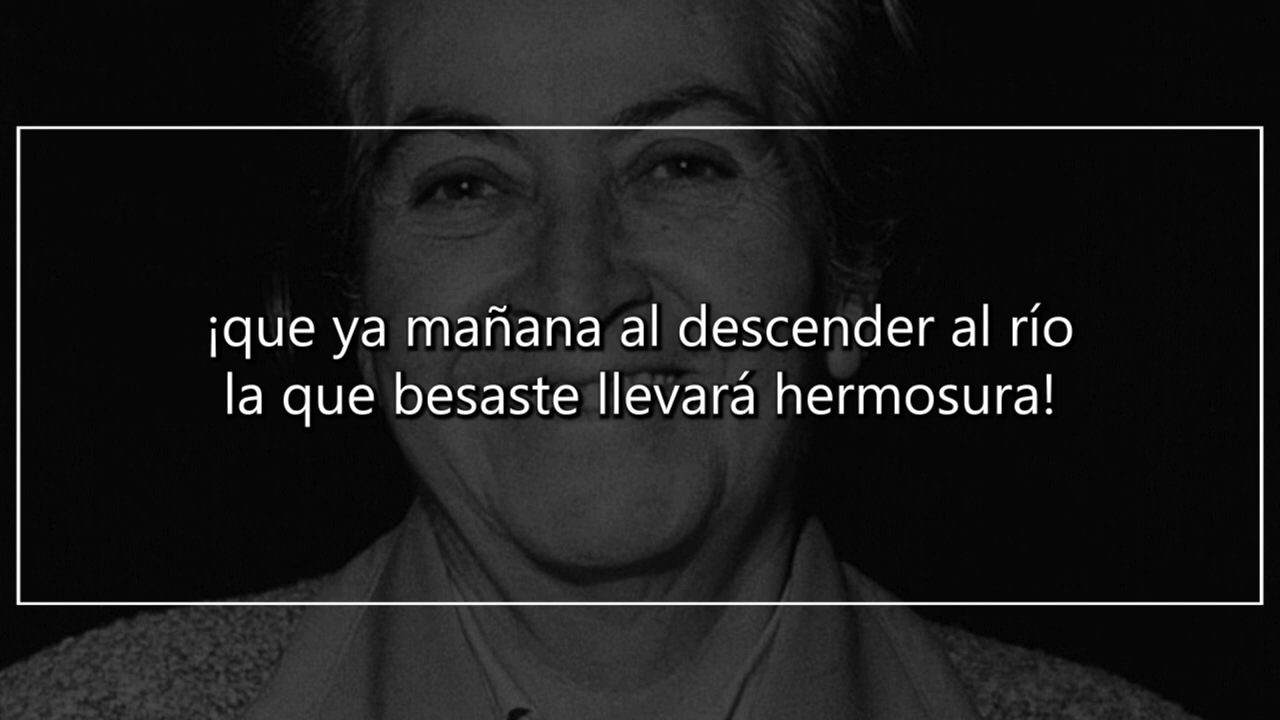 ¡que ya mañana al descender al río
la que besaste llevará hermosura!